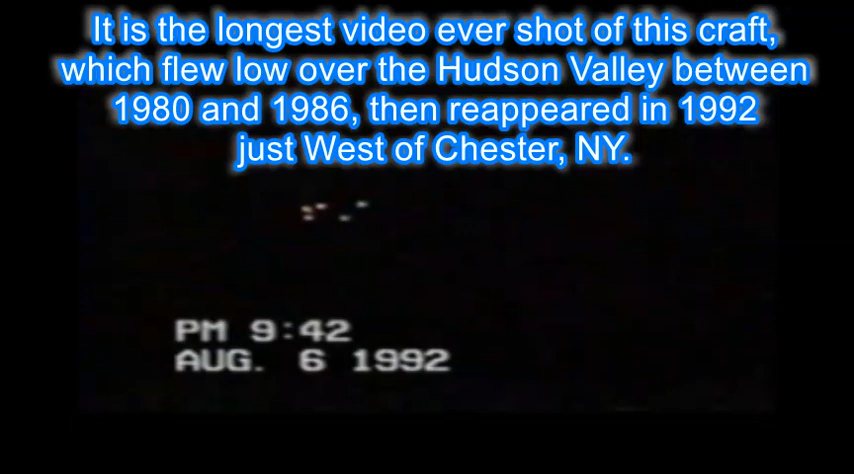 It is the longest video ever shot of this craft,
which flew low over the Hudson Valley between
1980 and 1986, then reappeared in 1992
just West of Chester, NY.
PM 9:42
AUG. 6 1992